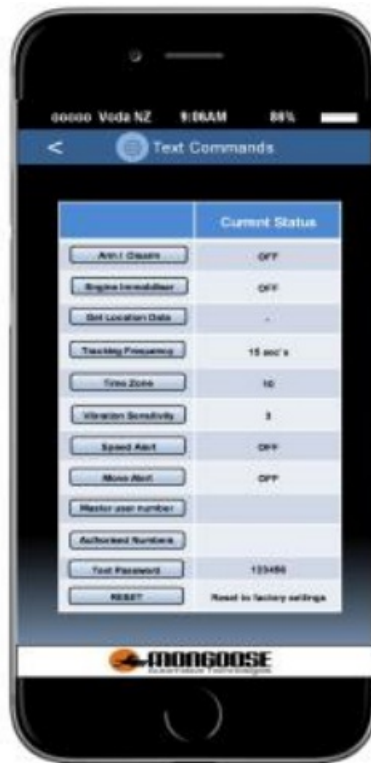 ooooo Voda NZ 9:06AM 86%
< Text Commands
Current Status
Arm / Disarm OFF
Engine Immobiliser OFF
Get Location Data -
Tracking Frequency 15 sec's
Time Zone 10
Vibration Sensitivity 3
Speed Alert OFF
Move Alert OFF
Master user number
Authorised Numbers
Text Password 123456
RESET Reset to factory settings
MONGOOSE